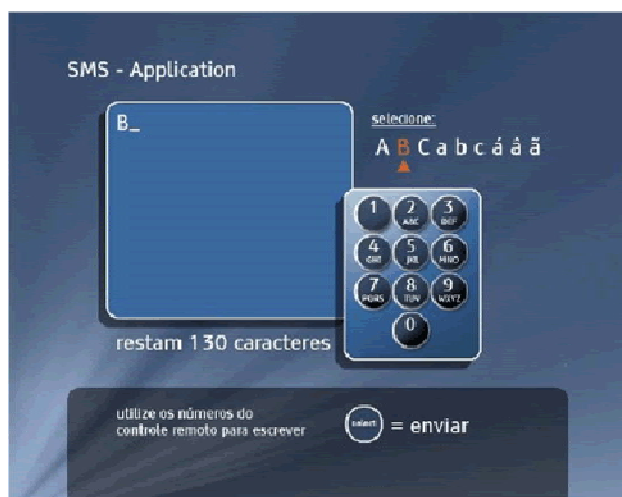 SMS - Application
B_
selecione:
A B C a b c á â ã
1
2
ABC
3
DEF
4
GHI
5
JKL
6
MNO
7
PQRS
8
TUV
9
WXYZ
0
restam 130 caracteres
utilize os números do
controle remoto para escrever
select = enviar